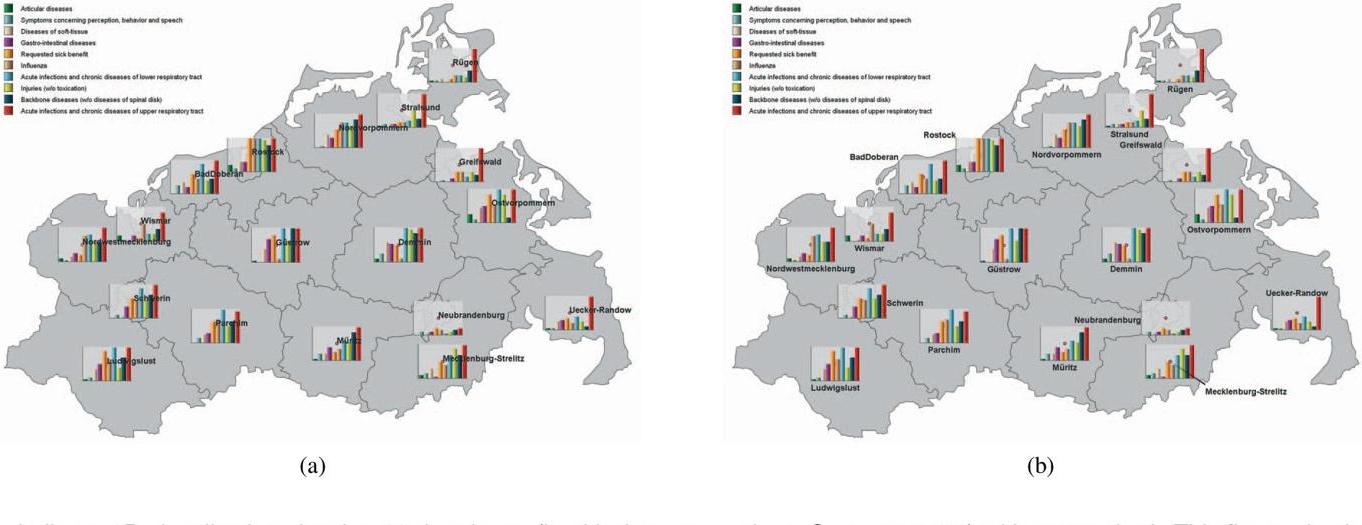 Articular diseases
Symptoms concerning perception, behavior and speech
Diseases of soft-tissue
Gastro-intestinal diseases
Requested sick benefit
Influenza
Acute infections and chronic diseases of lower respiratory tract
Injuries (w/o toxication)
Backbone diseases (w/o diseases of spinal disk)
Acute infections and chronic diseases of upper respiratory tract
Rügen
Stralsund
Nordvorpommern
Rostock
Greifswald
BadDoberan
Ostvorpommern
Wismar
Nordwestmecklenburg
Güstrow
Demmin
Schwerin
Uecker-Randow
Neubrandenburg
Parchim
Müritz
Mecklenburg-Strelitz
Ludwigslust
(a)
Articular diseases
Symptoms concerning perception, behavior and speech
Diseases of soft-tissue
Gastro-intestinal diseases
Requested sick benefit
Influenza
Acute infections and chronic diseases of lower respiratory tract
Injuries (w/o toxication)
Backbone diseases (w/o diseases of spinal disk)
Acute infections and chronic diseases of upper respiratory tract
Rügen
Rostock
Stralsund
Greifswald
Nordvorpommern
BadDoberan
Ostvorpommern
Wismar
Nordwestmecklenburg
Güstrow
Demmin
Uecker-Randow
Schwerin
Neubrandenburg
Parchim
Müritz
Ludwigslust
Mecklenburg-Strelitz
(b)